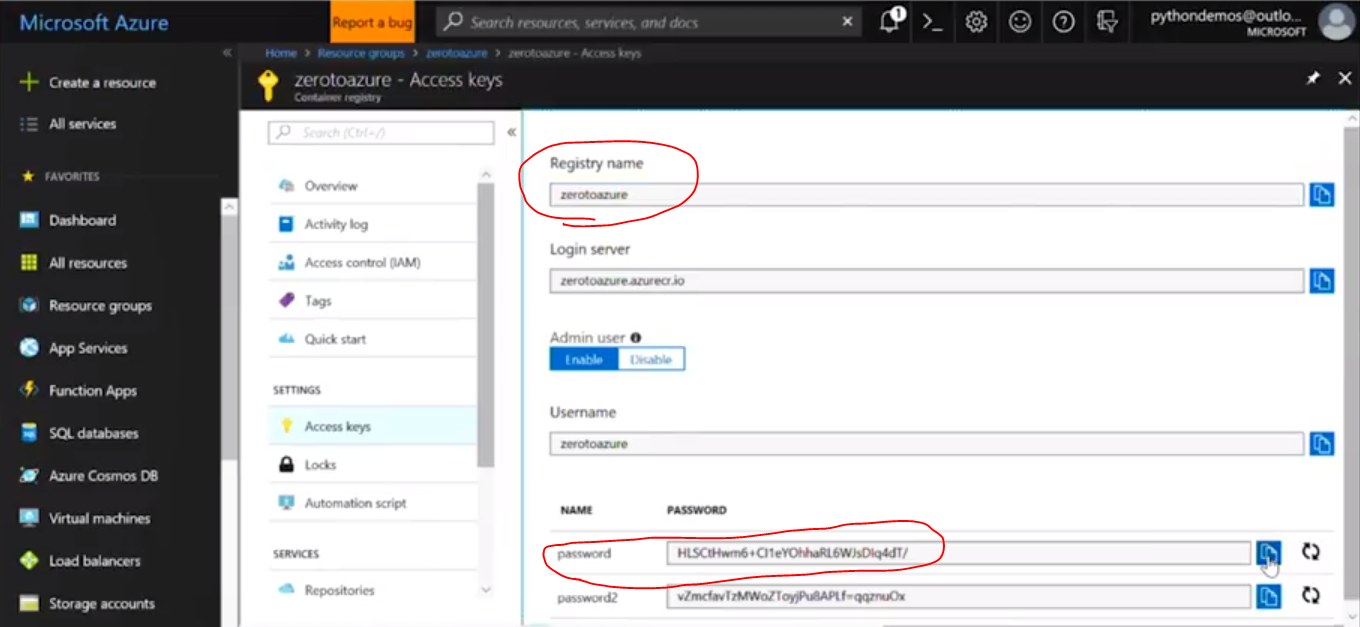 Microsoft Azure
Report a bug
Search resources, services, and docs
1
pythondemos@outlo...
MICROSOFT
Home > Resource groups > zerotoazure > zerotoazure - Access keys
zerotoazure - Access keys
Container registry
Create a resource
All services
FAVORITES
Dashboard
All resources
Resource groups
App Services
Function Apps
SQL databases
Azure Cosmos DB
Virtual machines
Load balancers
Storage accounts
Search (Ctrl+/)
Overview
Activity log
Access control (IAM)
Tags
Quick start
SETTINGS
Access keys
Locks
Automation script
SERVICES
Repositories
Registry name
zerotoazure
Login server
zerotoazure.azurecr.io
Admin user
Enable Disable
Username
zerotoazure
NAME PASSWORD
password
password2